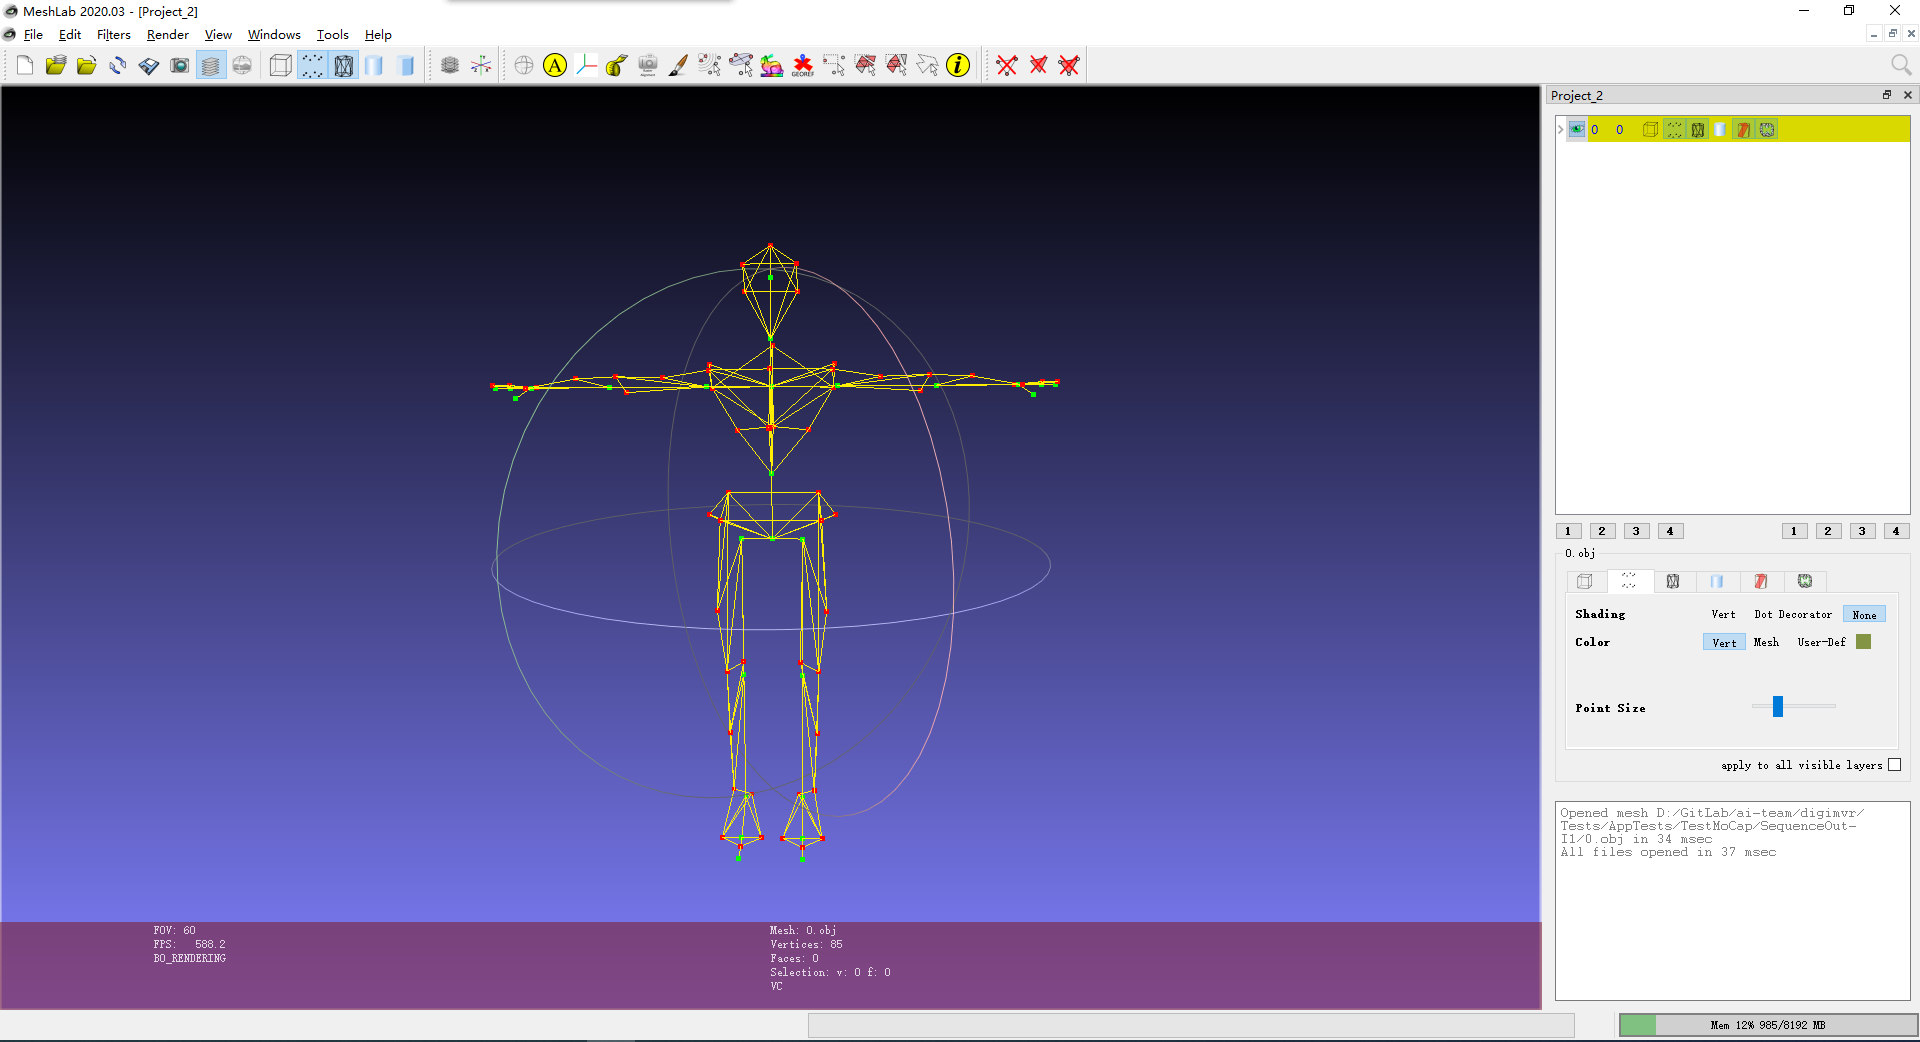 MeshLab 2020.03 - [Project_2]
File Edit Filters Render View Windows Tools Help
A
GEOREF
i
Project_2
0 0
1 2 3 4 1 2 3 4
0.obj
Shading Vert Dot Decorator None
Color Vert Mesh User-Def
Point Size
apply to all visible layers
Opened mesh D:/GitLab/ai-team/digimvr/
Tests/AppTests/TestMoCap/SequenceOut-
I1/0.obj in 34 msec
All files opened in 37 msec
FOV: 60
FPS: 588.2
BO_RENDERING
Mesh: 0.obj
Vertices: 85
Faces: 0
Selection: v: 0 f: 0
VC
Mem 12% 985/8192 MB